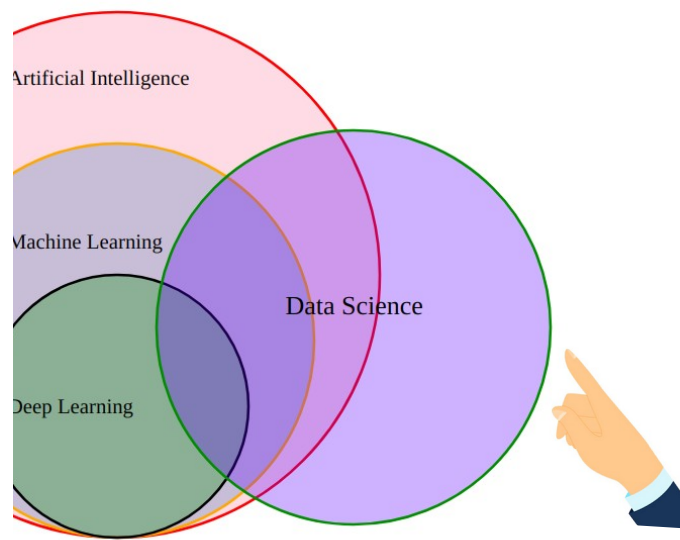 Artificial Intelligence
Machine Learning
Data Science
Deep Learning